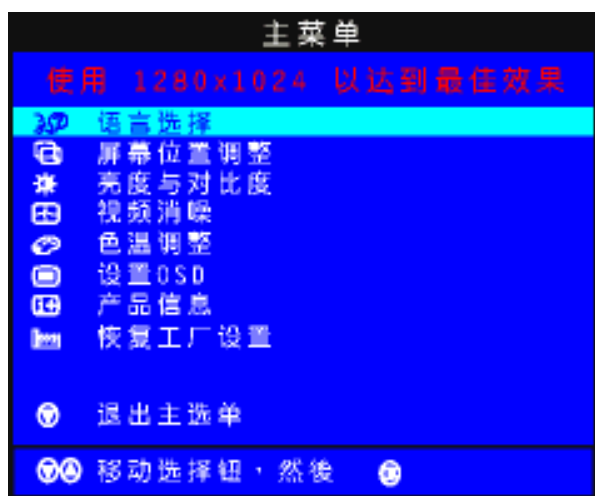 主菜单
使用 1280x1024 以达到最佳效果
语言选择
屏幕位置调整
亮度与对比度
视频消噪
色温调整
设置OSD
产品信息
恢复工厂设置
退出主选单
移动选择钮，然後